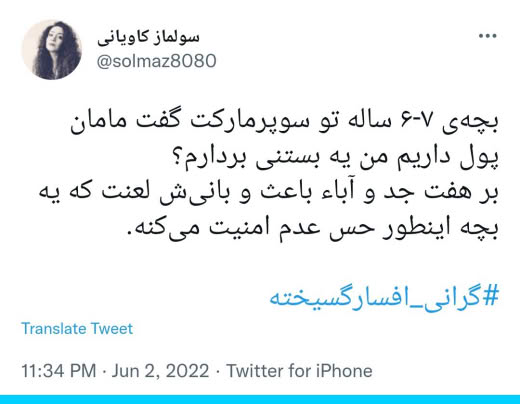 سولماز کاویانی
@solmaz8080
بچه‌ی ۶-۷ ساله تو سوپرمارکت گفت مامان
پول داریم من یه بستنی بردارم؟
بر هفت جد و آباء باعث و بانی‌ش لعنت که یه
بچه اینطور حس عدم امنیت می‌کنه.
#گرانی_افسارگسیخته
Translate Tweet
11:34 PM · Jun 2, 2022 · Twitter for iPhone